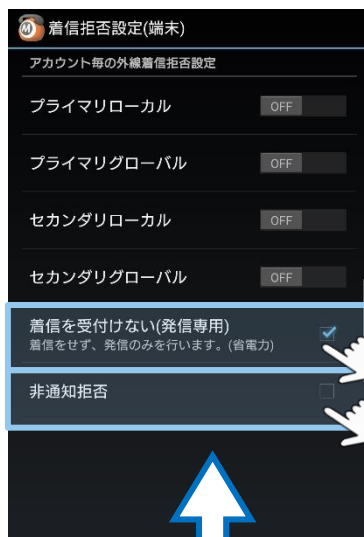 着信拒否設定(端末)
アカウント毎の外線着信拒否設定
プライマリローカル OFF
プライマリグローバル OFF
セカンダリローカル OFF
セカンダリグローバル OFF
着信を受付けない(発信専用)
着信をせず、発信のみを行います。(省電力)
非通知拒否